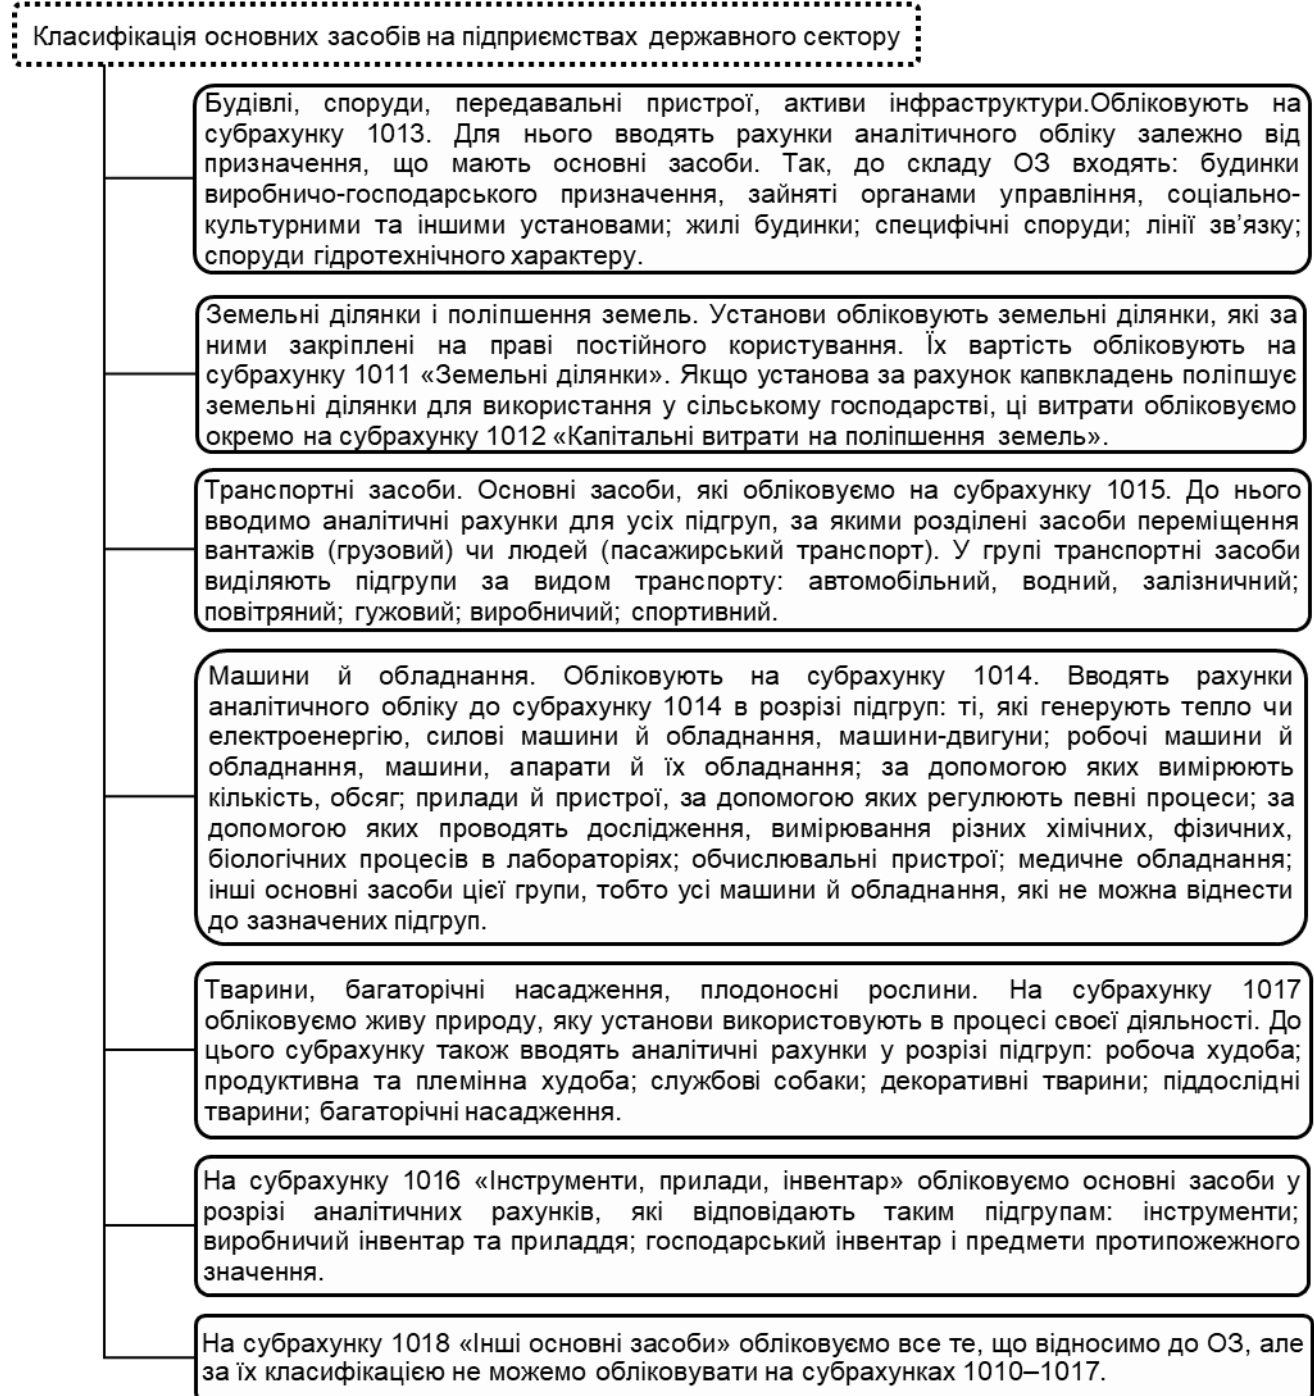 Класифікація основних засобів на підприємствах державного сектору
Будівлі, споруди, передавальні пристрої, активи інфраструктури.Обліковують на
субрахунку 1013. Для нього вводять рахунки аналітичного обліку залежно від
призначення, що мають основні засоби. Так, до складу ОЗ входять: будинки
виробничо-господарського призначення, зайняті органами управління, соціально-
культурними та іншими установами; жилі будинки; специфічні споруди; лінії зв’язку;
споруди гідротехнічного характеру.
Земельні ділянки і поліпшення земель. Установи обліковують земельні ділянки, які за
ними закріплені на праві постійного користування. Їх вартість обліковують на
субрахунку 1011 «Земельні ділянки». Якщо установа за рахунок капвкладень поліпшує
земельні ділянки для використання у сільському господарстві, ці витрати обліковуємо
окремо на субрахунку 1012 «Капітальні витрати на поліпшення земель».
Транспортні засоби. Основні засоби, які обліковуємо на субрахунку 1015. До нього
вводимо аналітичні рахунки для усіх підгруп, за якими розділені засоби переміщення
вантажів (грузовий) чи людей (пасажирський транспорт). У групі транспортні засоби
виділяють підгрупи за видом транспорту: автомобільний, водний, залізничний;
повітряний; гужовий; виробничий; спортивний.
Машини й обладнання. Обліковують на субрахунку 1014. Вводять рахунки
аналітичного обліку до субрахунку 1014 в розрізі підгруп: ті, які генерують тепло чи
електроенергію, силові машини й обладнання, машини-двигуни; робочі машини й
обладнання, машини, апарати й їх обладнання; за допомогою яких вимірюють
кількість, обсяг; прилади й пристрої, за допомогою яких регулюють певні процеси; за
допомогою яких проводять дослідження, вимірювання різних хімічних, фізичних,
біологічних процесів в лабораторіях; обчислювальні пристрої; медичне обладнання;
інші основні засоби цієї групи, тобто усі машини й обладнання, які не можна віднести
до зазначених підгруп.
Тварини, багаторічні насадження, плодоносні рослини. На субрахунку 1017
обліковуємо живу природу, яку установи використовують в процесі своєї діяльності. До
цього субрахунку також вводять аналітичні рахунки у розрізі підгруп: робоча худоба;
продуктивна та племінна худоба; службові собаки; декоративні тварини; піддослідні
тварини; багаторічні насадження.
На субрахунку 1016 «Інструменти, прилади, інвентар» обліковуємо основні засоби у
розрізі аналітичних рахунків, які відповідають таким підгрупам: інструменти;
виробничий інвентар та приладдя; господарський інвентар і предмети протипожежного
значення.
На субрахунку 1018 «Інші основні засоби» обліковуємо все те, що відносимо до ОЗ, але
за їх класифікацією не можемо обліковувати на субрахунках 1010–1017.